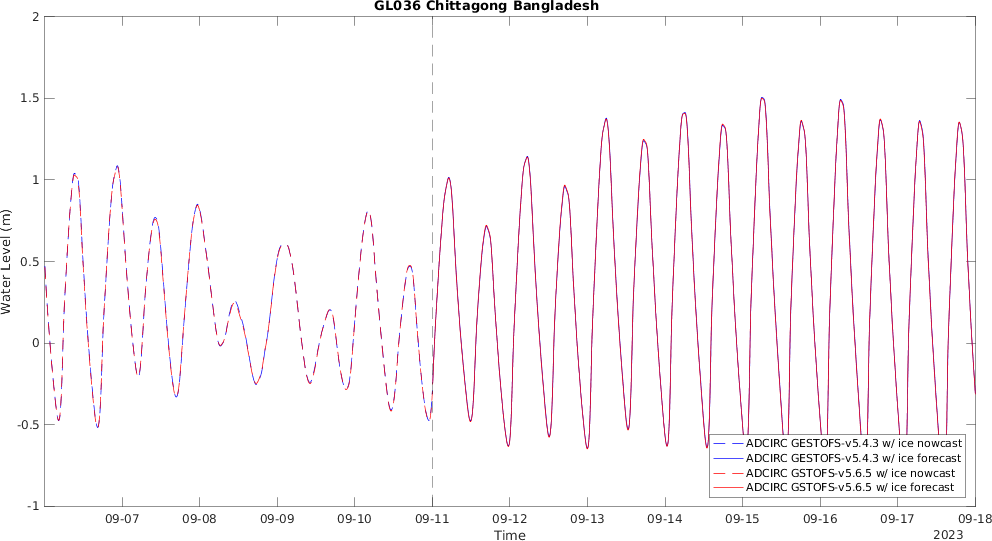 GL036 Chittagong Bangladesh
2
1.5
1
0.5
0
-0.5
-1
Water Level (m)
ADCIRC GESTOFS-v5.4.3 w/ ice nowcast
ADCIRC GESTOFS-v5.4.3 w/ ice forecast
ADCIRC GSTOFS-v5.6.5 w/ ice nowcast
ADCIRC GSTOFS-v5.6.5 w/ ice forecast
09-07 09-08 09-09 09-10 09-11 09-12 09-13 09-14 09-15 09-16 09-17 09-18
Time
2023